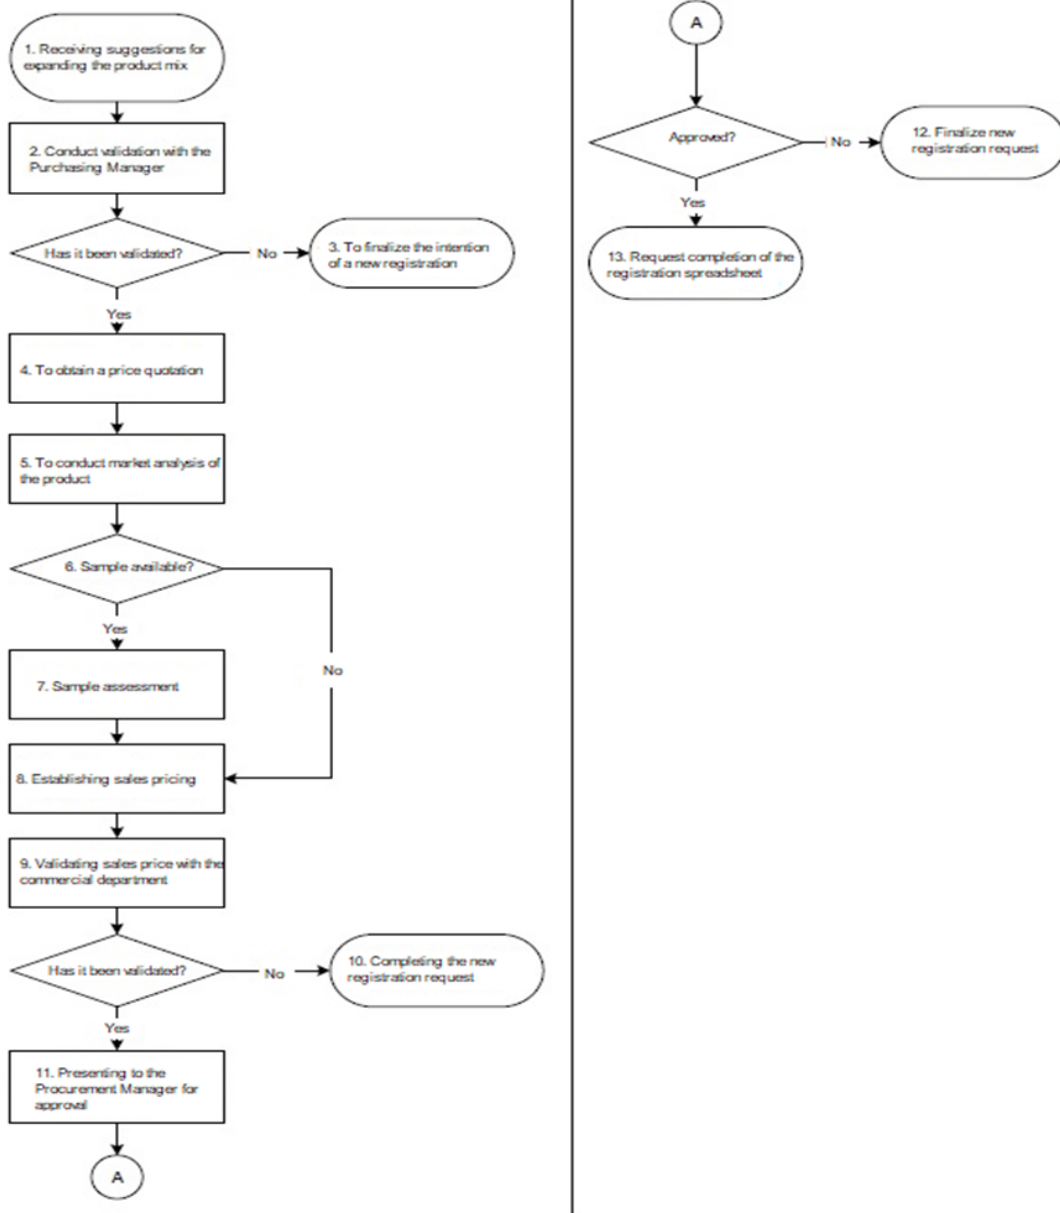 1. Receiving suggestions for
expanding the product mix
2. Conduct validation with the
Purchasing Manager
Has it been validated?
No
3. To finalize the intention
of a new registration
Yes
4. To obtain a price quotation
5. To conduct market analysis of
the product
6. Sample available?
Yes
No
7. Sample assessment
8. Establishing sales pricing
9. Validating sales price with the
commercial department
Has it been validated?
No
10. Completing the new
registration request
Yes
11. Presenting to the
Procurement Manager for
approval
A
A
Approved?
No
12. Finalize new
registration request
Yes
13. Request completion of the
registration spreadsheet